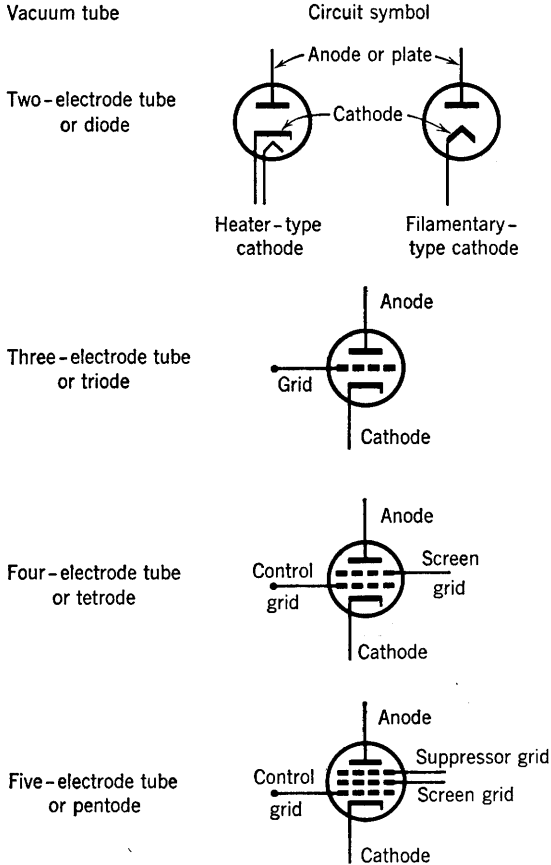 Vacuum tube
Circuit symbol
Anode or plate
Two-electrode tube
or diode
Cathode
Heater-type
cathode
Filamentary-
type cathode
Anode
Three-electrode tube
or triode
Grid
Cathode
Anode
Four-electrode tube
or tetrode
Control
grid
Screen
grid
Cathode
Anode
Suppressor grid
Five-electrode tube
or pentode
Control
grid
Screen grid
Cathode